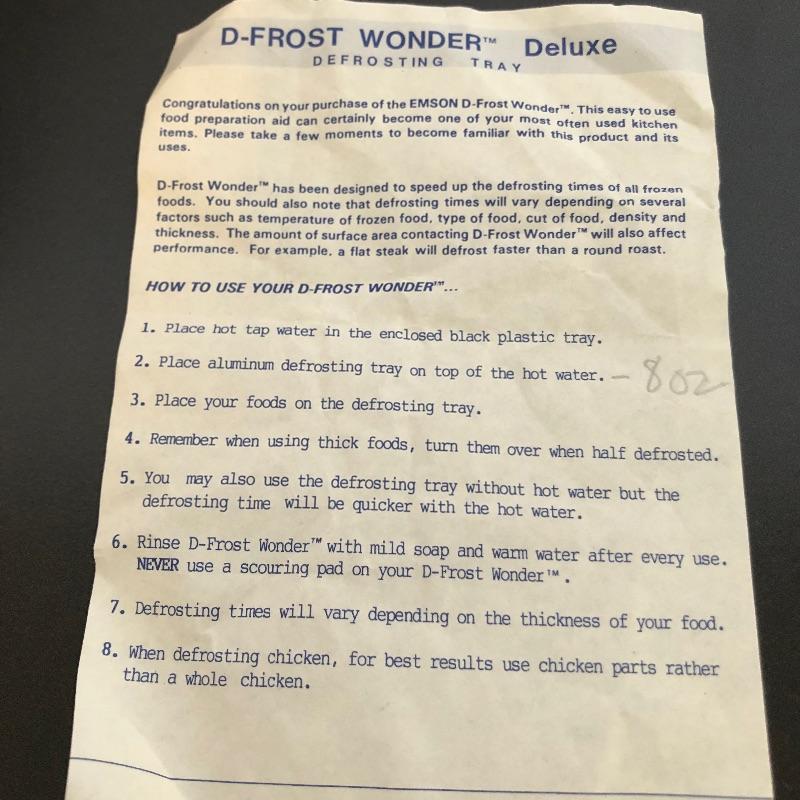 D-FROST WONDER™ Deluxe
DEFROSTING TRAY
Congratulations on your purchase of the EMSON D-Frost Wonder™. This easy to use
food preparation aid can certainly become one of your most often used kitchen
items. Please take a few moments to become familiar with this product and its
uses.
D-Frost Wonder™ has been designed to speed up the defrosting times of all frozen
foods. You should also note that defrosting times will vary depending on several
factors such as temperature of frozen food, type of food, cut of food, density and
thickness. The amount of surface area contacting D-Frost Wonder™ will also affect
performance. For example, a flat steak will defrost faster than a round roast.
HOW TO USE YOUR D-FROST WONDER™...
1. Place hot tap water in the enclosed black plastic tray.
2. Place aluminum defrosting tray on top of the hot water. — 8 oz
3. Place your foods on the defrosting tray.
4. Remember when using thick foods, turn them over when half defrosted.
5. You may also use the defrosting tray without hot water but the
defrosting time will be quicker with the hot water.
6. Rinse D-Frost Wonder™ with mild soap and warm water after every use.
NEVER use a scouring pad on your D-Frost Wonder™.
7. Defrosting times will vary depending on the thickness of your food.
8. When defrosting chicken, for best results use chicken parts rather
than a whole chicken.